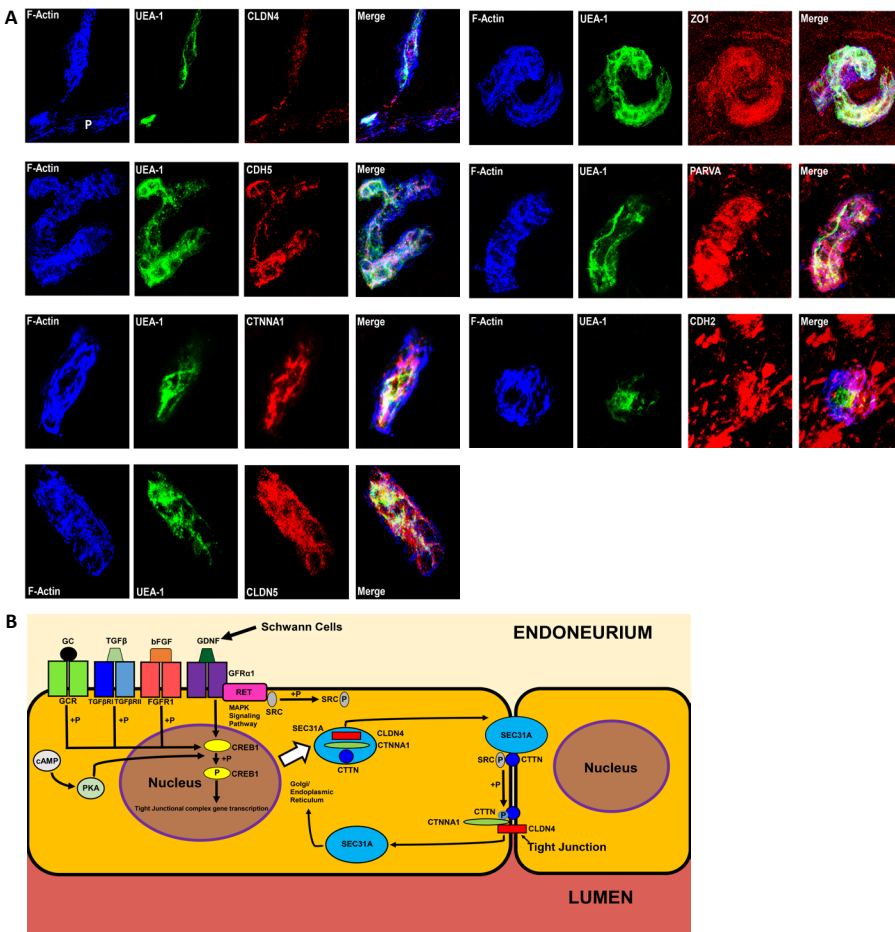 A
F-Actin UEA-1 CLDN4 Merge
P
F-Actin UEA-1 ZO1 Merge
F-Actin UEA-1 CDH5 Merge
F-Actin UEA-1 PARVA Merge
F-Actin UEA-1 CTNNA1 Merge
F-Actin UEA-1 CDH2 Merge
F-Actin UEA-1 CLDN5 Merge
B
Schwann Cells
ENDONEURIUM
GC TGFβ bFGF GDNF
GFRα1
RET
GCR TGFβRI TGFβRII FGFR1
+P +P +P
MAPK
Signaling
Pathway
SRC
+P
SRC P
CREB1
+P
P CREB1
Nucleus
Tight Junctional complex gene transcription
cAMP
PKA
SEC31A
CLDN4
CTNNA1
CTTN
Golgi/
Endoplasmic
Reticulum
SEC31A
SEC31A
SRC P CTTN
+P
CTTN P
CTNNA1
CLDN4
Tight Junction
Nucleus
LUMEN